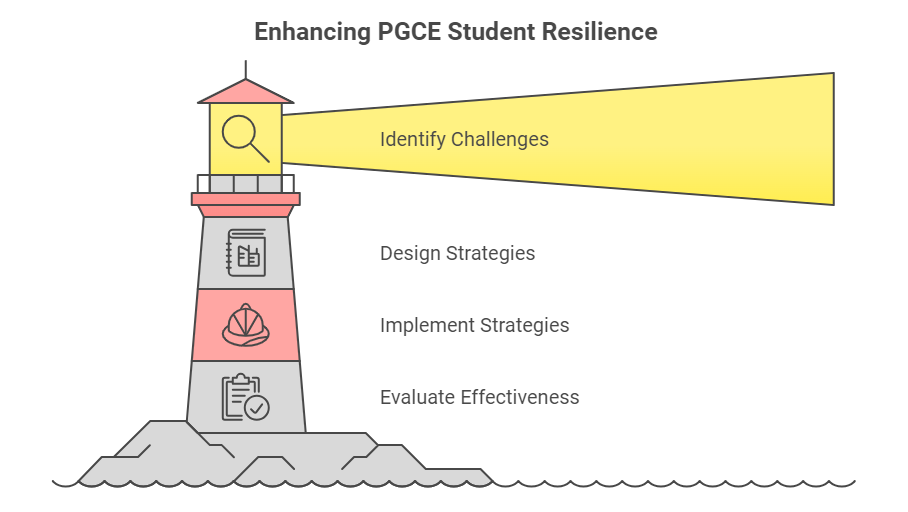 Enhancing PGCE Student Resilience
Identify Challenges
Design Strategies
Implement Strategies
Evaluate Effectiveness